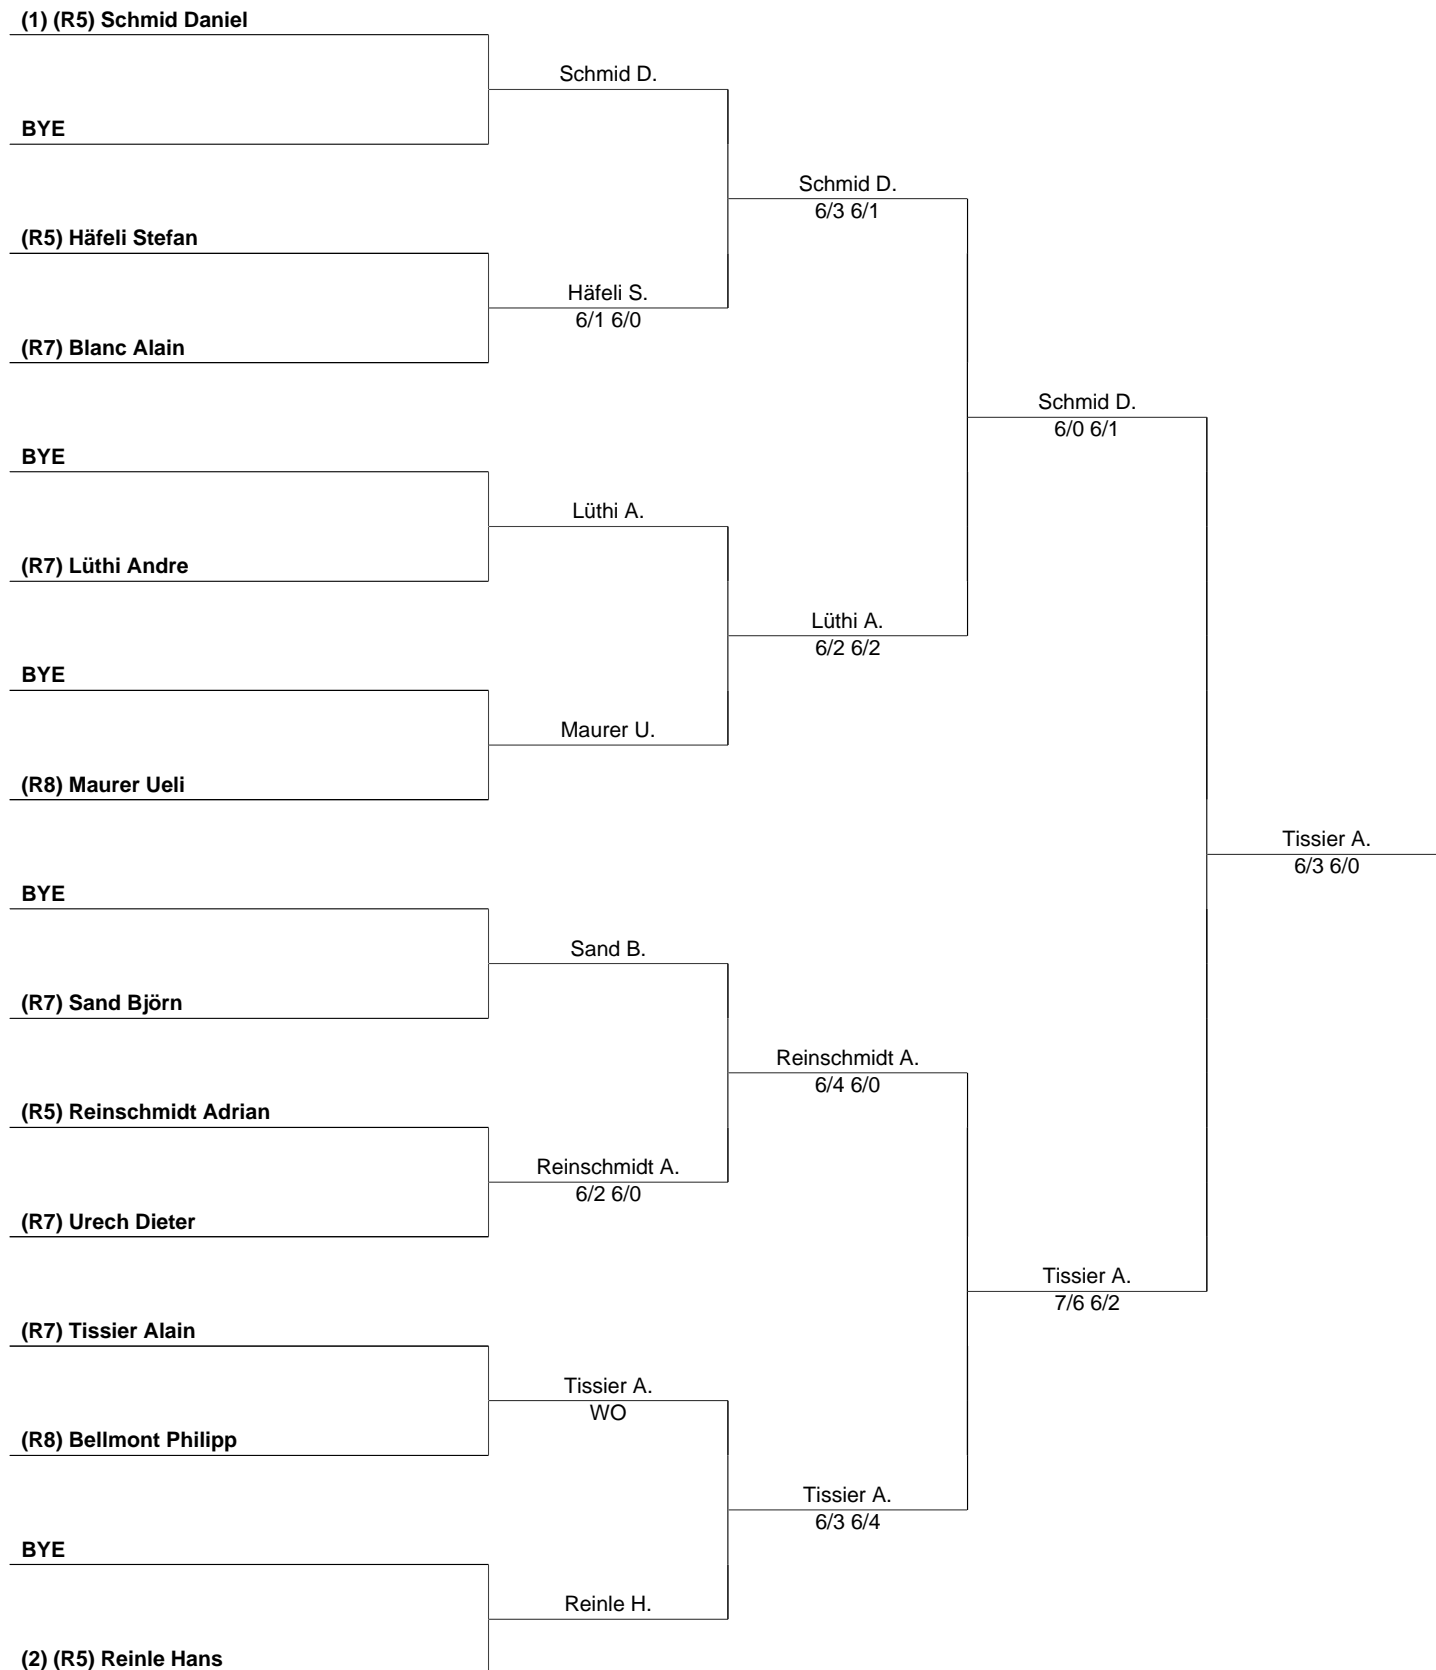 (1) (R5) Schmid Daniel
Schmid D.
BYE
Schmid D.
6/3 6/1
(R5) Häfeli Stefan
Häfeli S.
6/1 6/0
(R7) Blanc Alain
Schmid D.
6/0 6/1
BYE
Lüthi A.
(R7) Lüthi Andre
Lüthi A.
6/2 6/2
BYE
Maurer U.
(R8) Maurer Ueli
Tissier A.
6/3 6/0
BYE
Sand B.
(R7) Sand Björn
Reinschmidt A.
6/4 6/0
(R5) Reinschmidt Adrian
Reinschmidt A.
6/2 6/0
(R7) Urech Dieter
Tissier A.
7/6 6/2
(R7) Tissier Alain
Tissier A.
WO
(R8) Bellmont Philipp
Tissier A.
6/3 6/4
BYE
Reinle H.
(2) (R5) Reinle Hans